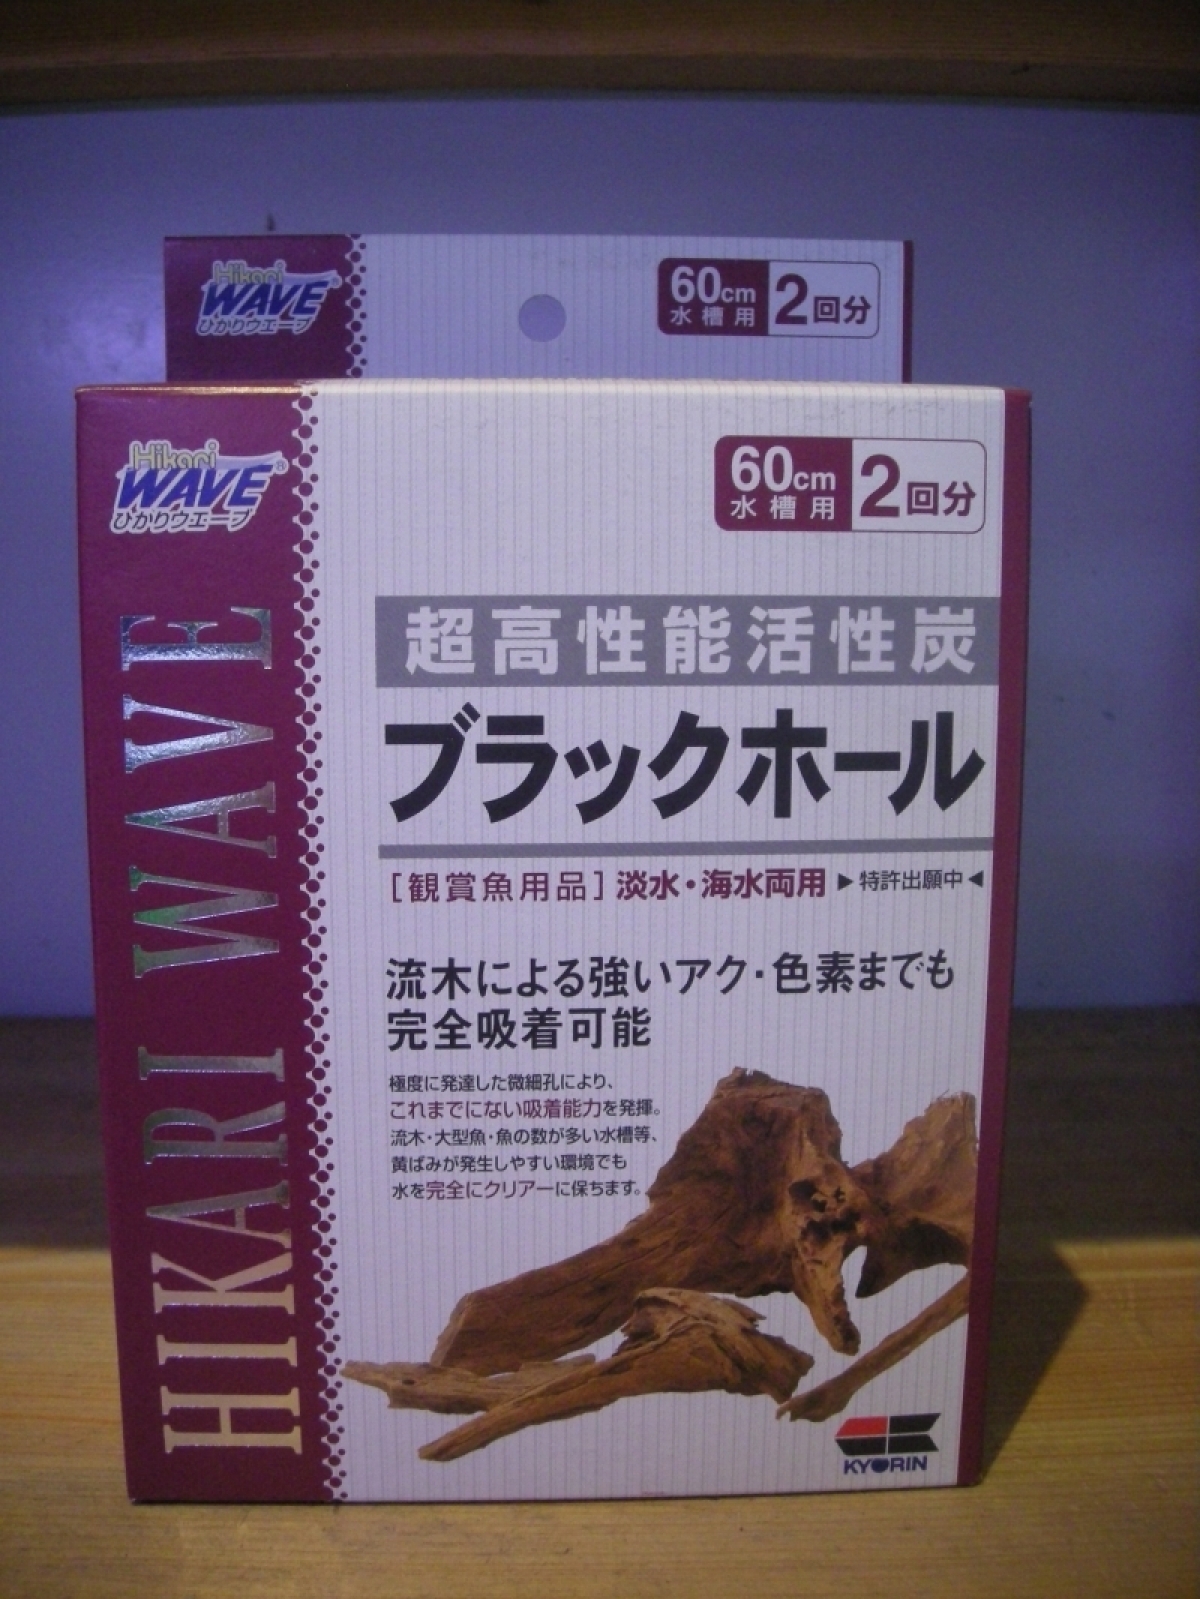 Hikari
WAVE®
ひかりウエーブ
60cm
水槽用
2回分
Hikari
WAVE®
ひかりウエーブ
60cm
水槽用
2回分
HIKARI WAVE
超高性能活性炭
ブラックホール
［観賞魚用品］淡水・海水両用 ▶特許出願中◀
流木による強いアク・色素までも
完全吸着可能
極度に発達した微細孔により、
これまでにない吸着能力を発揮。
流木・大型魚・魚の数が多い水槽等、
黄ばみが発生しやすい環境でも
水を完全にクリアーに保ちます。
KYORIN